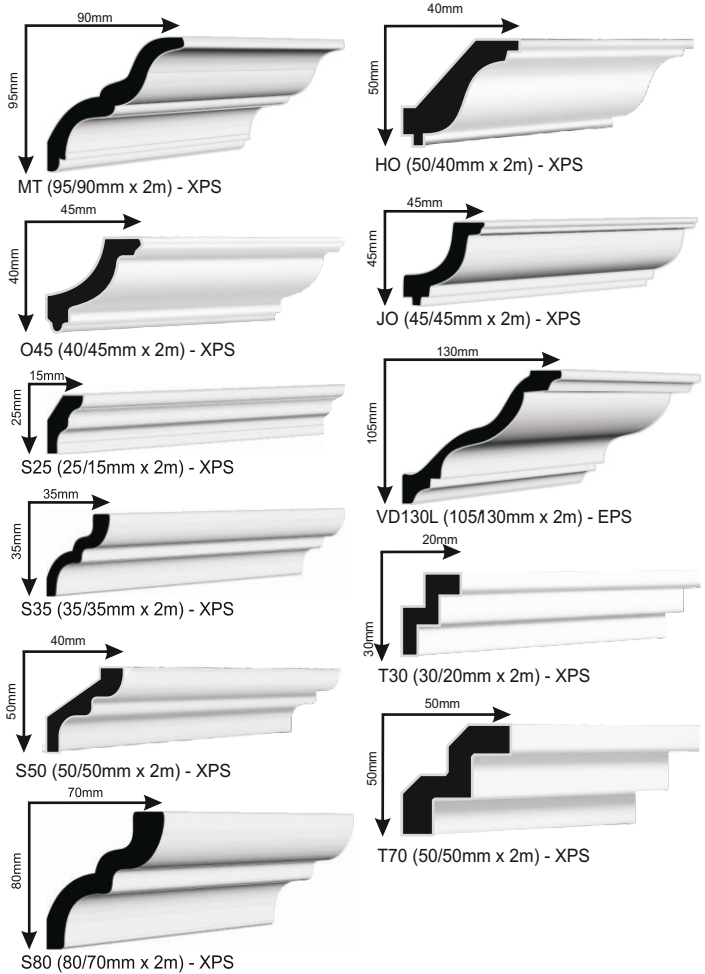 90mm
95mm
MT (95/90mm x 2m) - XPS
40mm
50mm
HO (50/40mm x 2m) - XPS
45mm
40mm
O45 (40/45mm x 2m) - XPS
45mm
45mm
JO (45/45mm x 2m) - XPS
15mm
25mm
S25 (25/15mm x 2m) - XPS
130mm
105mm
VD130L (105/130mm x 2m) - EPS
35mm
35mm
S35 (35/35mm x 2m) - XPS
20mm
30mm
T30 (30/20mm x 2m) - XPS
40mm
50mm
S50 (50/50mm x 2m) - XPS
50mm
50mm
T70 (50/50mm x 2m) - XPS
70mm
80mm
S80 (80/70mm x 2m) - XPS